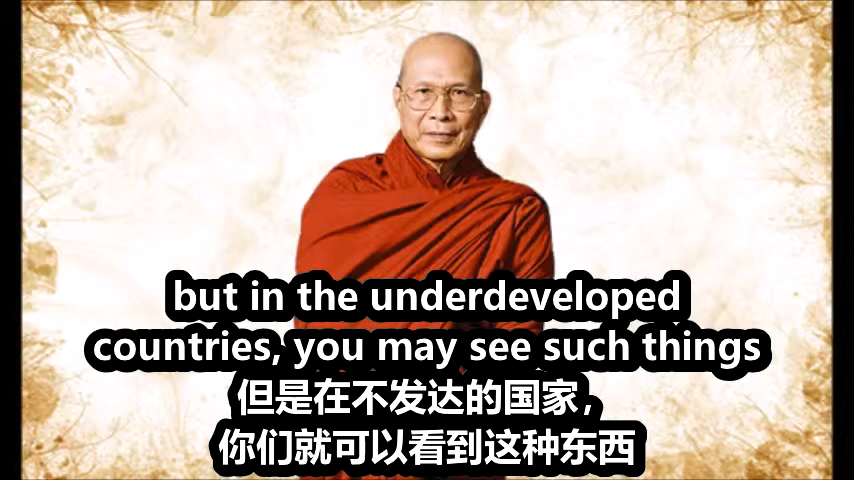 but in the underdeveloped
countries, you may see such things
但是在不发达的国家，
你们就可以看到这种东西